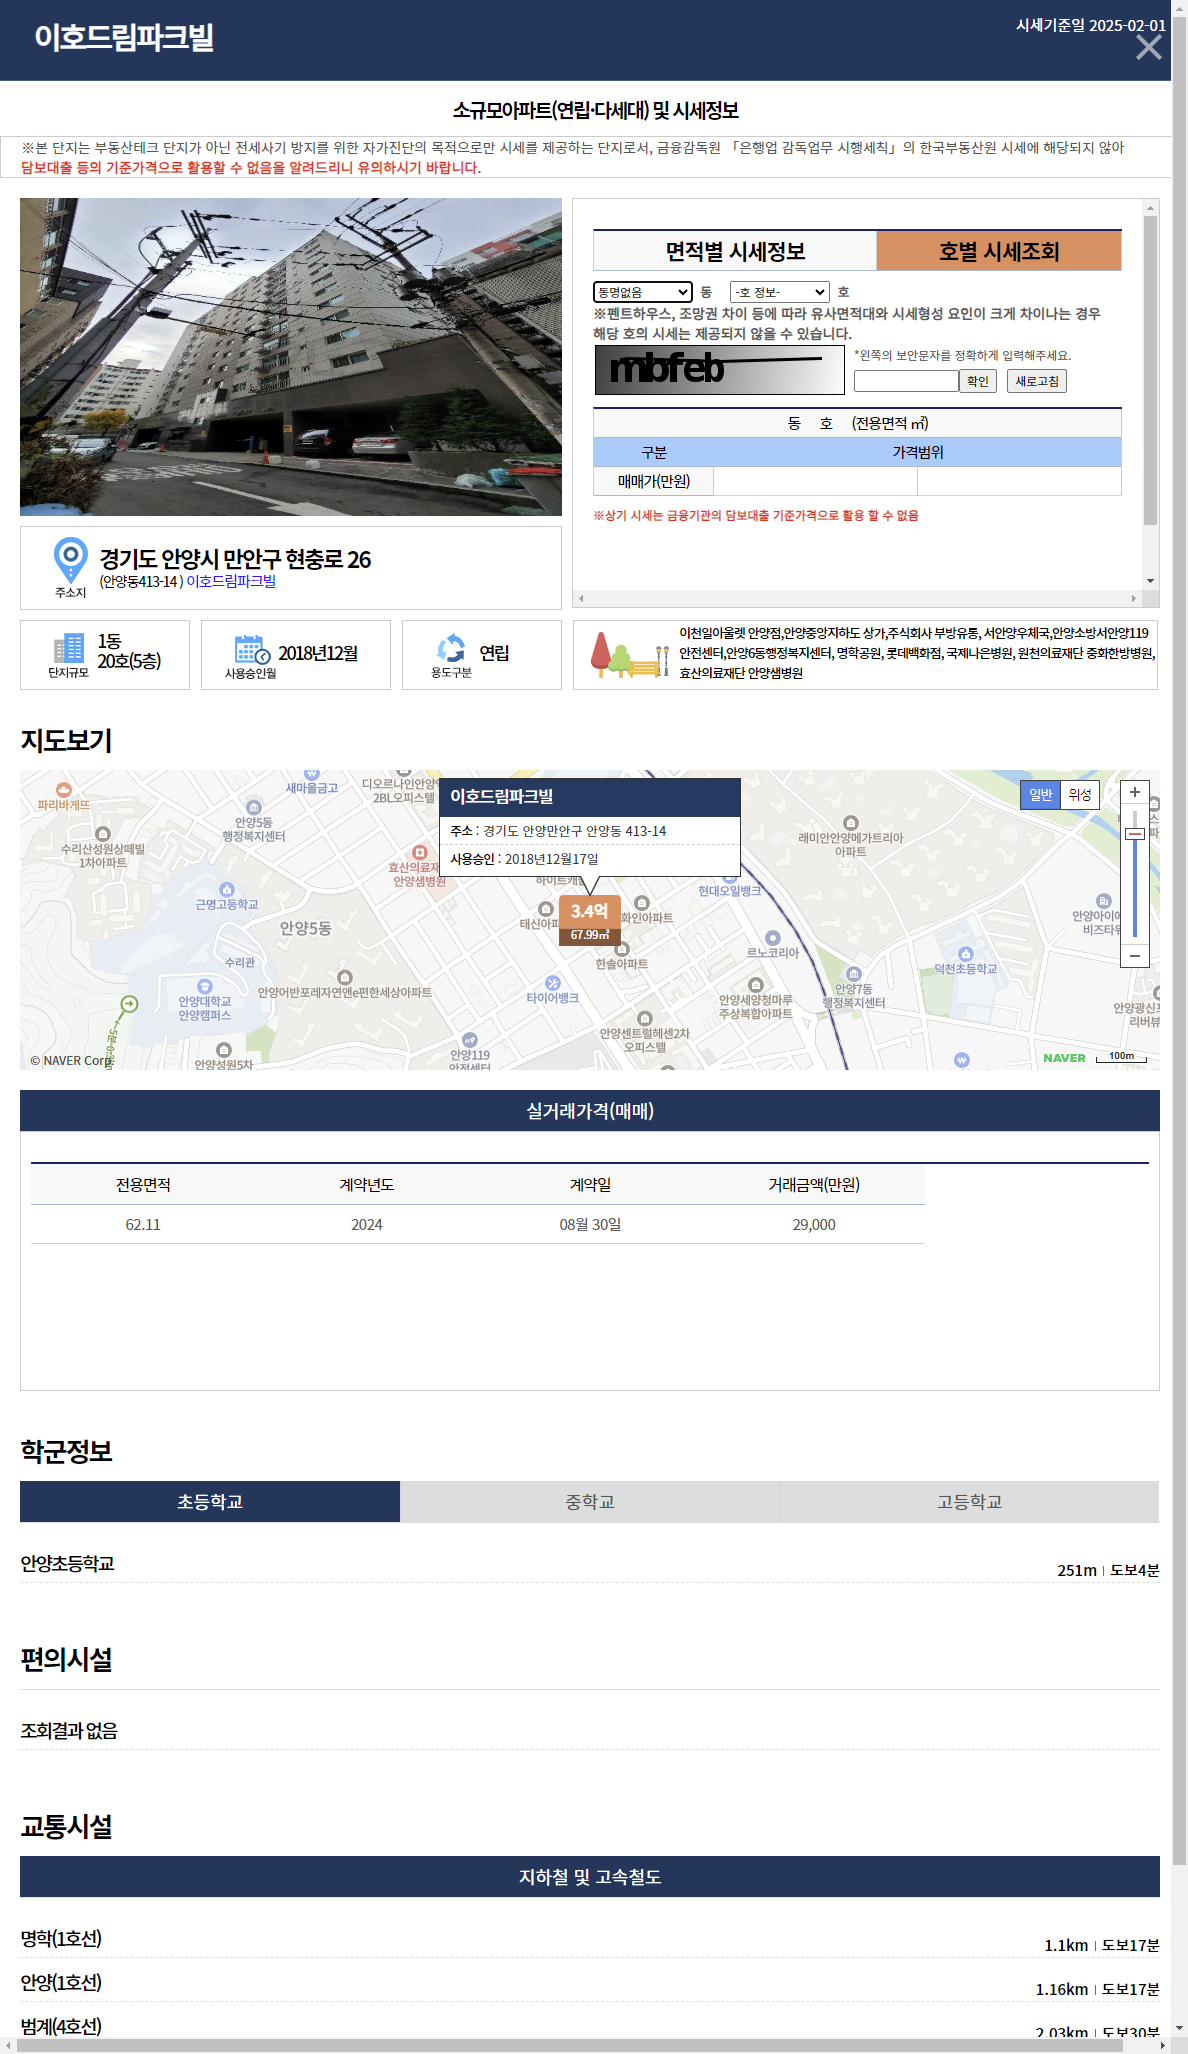 이호드림파크빌
시세기준일 2025-02-01
소규모아파트(연립·다세대) 및 시세정보
※본 단지는 부동산테크 단지가 아닌 전세사기 방지를 위한 자가진단의 목적으로만 시세를 제공하는 단지로서, 금융감독원 「은행업 감독업무 시행세칙」의 한국부동산원 시세에 해당되지 않아
담보대출 등의 기준가격으로 활용할 수 없음을 알려드리니 유의하시기 바랍니다.
면적별 시세정보
호별 시세조회
동명없음 동 -호 정보- 호
※펜트하우스, 조망권 차이 등에 따라 유사면적대와 시세형성 요인이 크게 차이나는 경우
해당 호의 시세는 제공되지 않을 수 있습니다.
mbfeb
*왼쪽의 보안문자를 정확하게 입력해주세요.
확인 새로고침
동 호 (전용면적 ㎡)
구분 가격범위
매매가(만원)
※상기 시세는 금융기관의 담보대출 기준가격으로 활용 할 수 없음
주소지
경기도 안양시 만안구 현충로 26
(안양동413-14 ) 이호드림파크빌
단지규모
1동
20호(5층)
사용승인월
2018년12월
용도구분
연립
이천일아울렛 안양점,안양중앙지하도 상가,주식회사 부방유통, 서안양우체국,안양소방서안양119
안전센터,안양6동행정복지센터, 명학공원, 롯데백화점, 국제나은병원, 원천의료재단 중화한방병원,
효산의료재단 안양샘병원
지도보기
파리바게뜨
새마을금고
디오르나인안양
2BL오피스텔
안양5동
행정복지센터
수리산성원상떼빌
1차아파트
효산의료재
안양샘병원
근명고등학교
안양5동
수리관
안양대학교
안양캠퍼스
안양어반포레자연앤e편한세상아파트
안양성원5차
이호드림파크빌
주소 : 경기도 안양만안구 안양동 413-14
사용승인 : 2018년12월17일
3.4억
67.99㎡
태신아파
화인아파트
한솔아파트
타이어뱅크
안양센트럴헤센2차
오피스텔
안양119
안전센터
현대오일뱅크
르노코리아
래미안안양메가트리아
아파트
안양세양청마루
주상복합아파트
안양7동
행정복지센터
덕천초등학교
안양아이에
비즈타워
안양광신프
리버뷰
일반 위성
© NAVER Corp.
NAVER 100m
실거래가격(매매)
전용면적 계약년도 계약일 거래금액(만원)
62.11 2024 08월 30일 29,000
학군정보
초등학교 중학교 고등학교
안양초등학교 251m 도보4분
편의시설
조회결과 없음
교통시설
지하철 및 고속철도
명학(1호선) 1.1km 도보17분
안양(1호선) 1.16km 도보17분
범계(4호선) 2.03km 도보30분